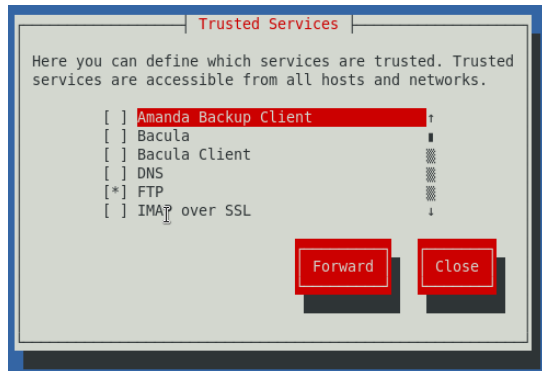 Trusted Services
Here you can define which services are trusted. Trusted
services are accessible from all hosts and networks.
[ ] Amanda Backup Client ↑
[ ] Bacula
[ ] Bacula Client
[ ] DNS
[*] FTP
[ ] IMAP over SSL ↓
Forward Close